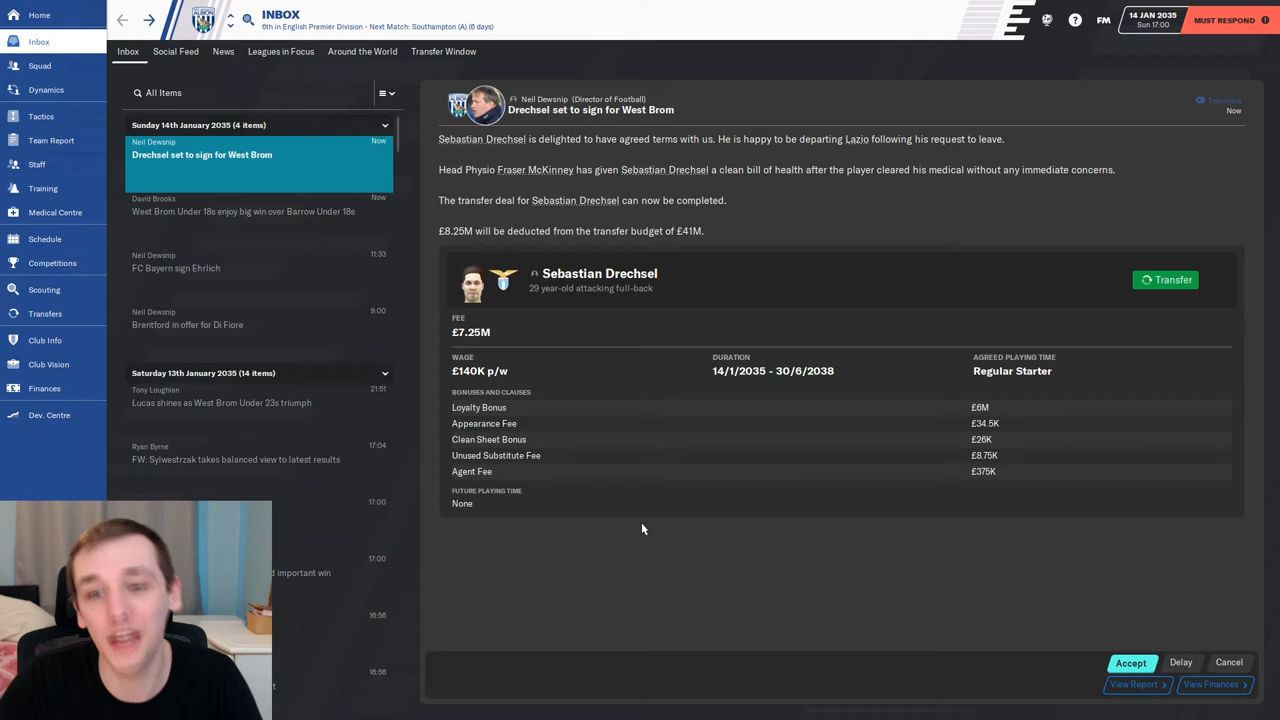 Home
Inbox
Squad
Dynamics
Tactics
Team Report
Staff
Training
Medical Centre
Schedule
Competitions
Scouting
Transfers
Club Info
Club Vision
Finances
Dev. Centre
ALBION
INBOX
6th in English Premier Division - Next Match: Southampton (A) (6 days)
FM
14 JAN 2035
Sun 17:00
MUST RESPOND
Inbox
Social Feed
News
Leagues in Focus
Around the World
Transfer Window
All Items
Sunday 14th January 2035 (4 items)
Neil Dewsnip
Now
Drechsel set to sign for West Brom
David Brooks
Now
West Brom Under 18s enjoy big win over Barrow Under 18s
Neil Dewsnip
11:33
FC Bayern sign Ehrlich
Neil Dewsnip
9:00
Brentford in offer for Di Fiore
Saturday 13th January 2035 (14 items)
Tony Loughlan
21:51
Lucas shines as West Brom Under 23s triumph
Ryan Byrne
17:04
FW: Sylwestrzak takes balanced view to latest results
17:00
17:00
d important win
16:56
16:56
Neil Dewsnip (Director of Football)
Drechsel set to sign for West Brom
Transfers
Now
Sebastian Drechsel is delighted to have agreed terms with us. He is happy to be departing Lazio following his request to leave.
Head Physio Fraser McKinney has given Sebastian Drechsel a clean bill of health after the player cleared his medical without any immediate concerns.
The transfer deal for Sebastian Drechsel can now be completed.
£8.25M will be deducted from the transfer budget of £41M.
Sebastian Drechsel
29 year-old attacking full-back
Transfer
FEE
£7.25M
WAGE
£140K p/w
DURATION
14/1/2035 - 30/6/2038
AGREED PLAYING TIME
Regular Starter
BONUSES AND CLAUSES
Loyalty Bonus
£6M
Appearance Fee
£34.5K
Clean Sheet Bonus
£26K
Unused Substitute Fee
£8.75K
Agent Fee
£375K
FUTURE PLAYING TIME
None
Accept
Delay
Cancel
View Report
View Finances